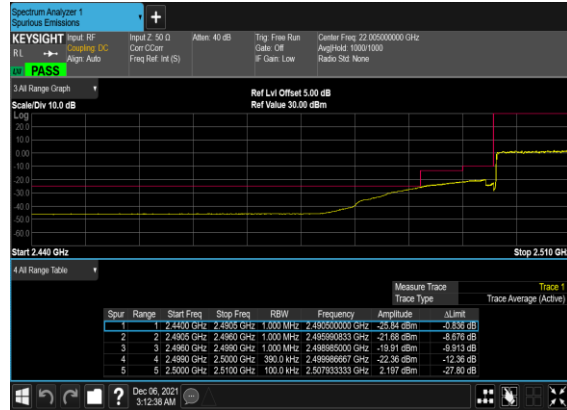 Spectrum Analyzer 1
Spurious Emissions
+
KEYSIGHT Input: RF Input Z: 50 Ω Atten: 40 dB Trig: Free Run Center Freq: 22.005000000 GHz
RL Coupling: DC Corr CCorr Gate: Off Avg|Hold: 1000/1000
Align: Auto Freq Ref: Int (S) IF Gain: Low Radio Std: None
PASS
3 All Range Graph
Ref Lvl Offset 5.00 dB
Scale/Div 10.0 dB Ref Value 30.00 dBm
Log
20.0
10.0
0.00
-10.0
-20.0
-30.0
-40.0
-50.0
-60.0
Start 2.440 GHz Stop 2.510 GH
4 All Range Table
Measure Trace Trace 1
Trace Type Trace Average (Active)
Spur Range Start Freq Stop Freq RBW Frequency Amplitude ΔLimit
1 1 2.4400 GHz 2.4905 GHz 1.000 MHz 2.490500000 GHz -25.84 dBm -0.836 dB
2 2 2.4905 GHz 2.4960 GHz 1.000 MHz 2.495990833 GHz -21.68 dBm -8.676 dB
3 3 2.4960 GHz 2.4990 GHz 1.000 MHz 2.498985000 GHz -19.91 dBm -9.913 dB
4 4 2.4990 GHz 2.5000 GHz 390.0 kHz 2.499986667 GHz -22.36 dBm -12.36 dB
5 5 2.5000 GHz 2.5100 GHz 100.0 kHz 2.507933333 GHz 2.197 dBm -27.80 dB
? Dec 06, 2021
3:12:38 AM